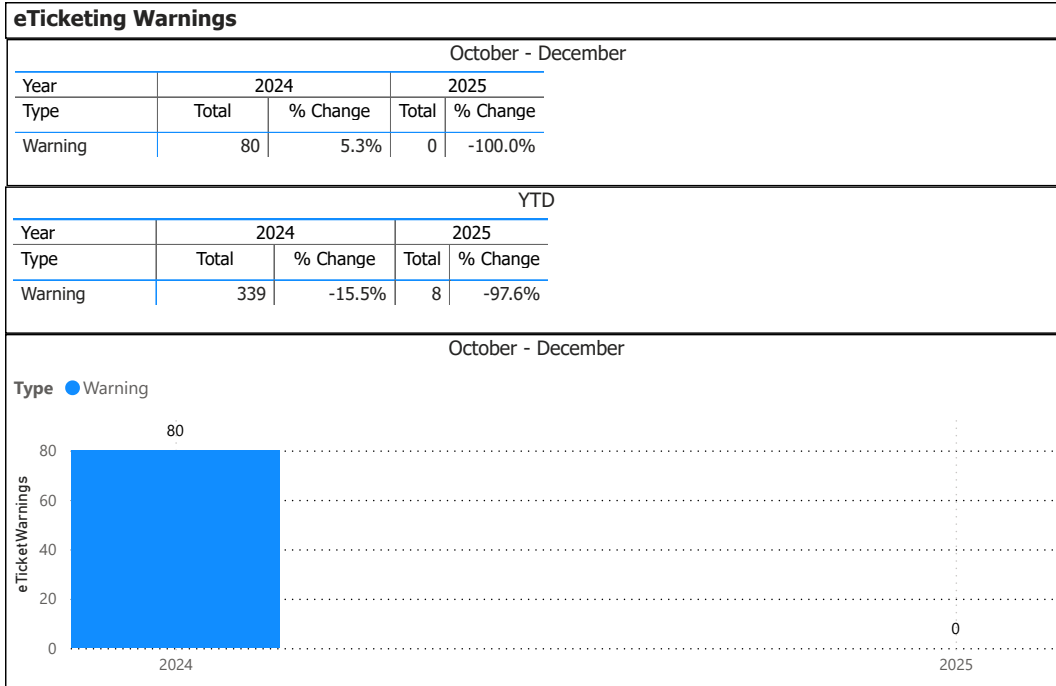 eTicketing Warnings
October - December
Year 2024 2025
Type Total % Change Total % Change
Warning 80 5.3% 0 -100.0%
YTD
Year 2024 2025
Type Total % Change Total % Change
Warning 339 -15.5% 8 -97.6%
October - December
Type Warning
80
80
60
40
20
0
eTicketWarnings
0
2024 2025